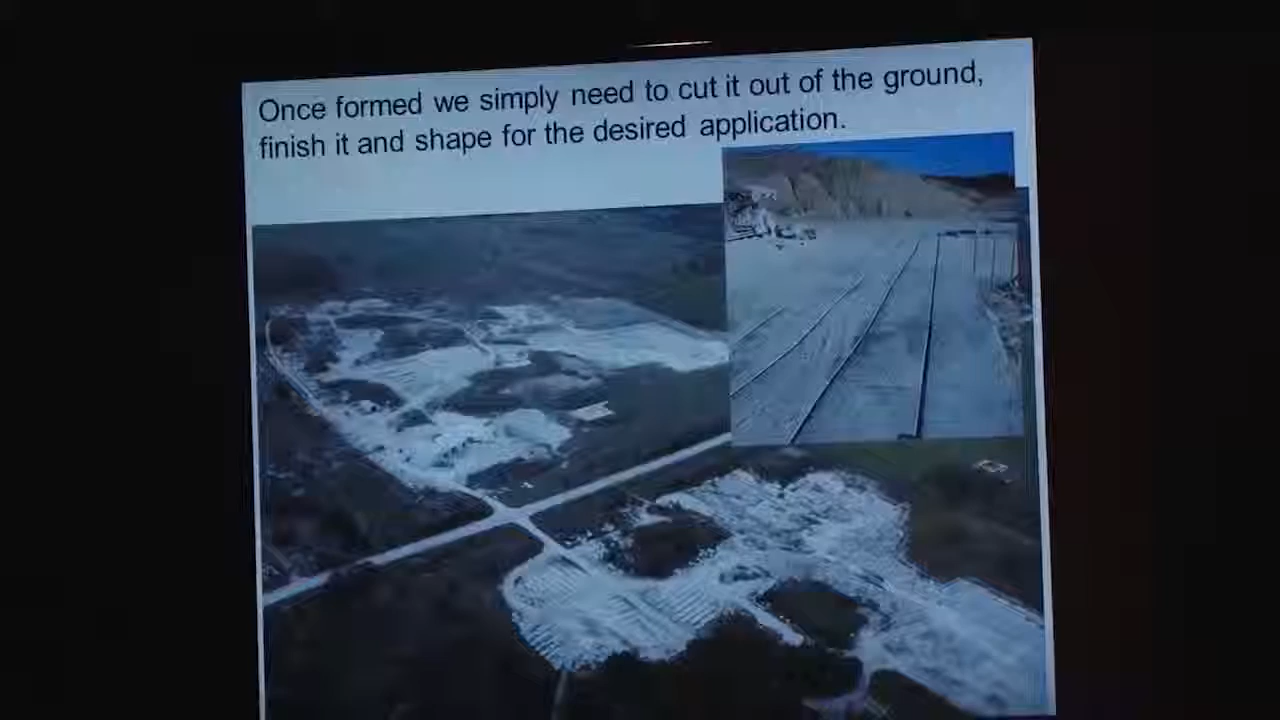 Once formed we simply need to cut it out of the ground,
finish it and shape for the desired application.